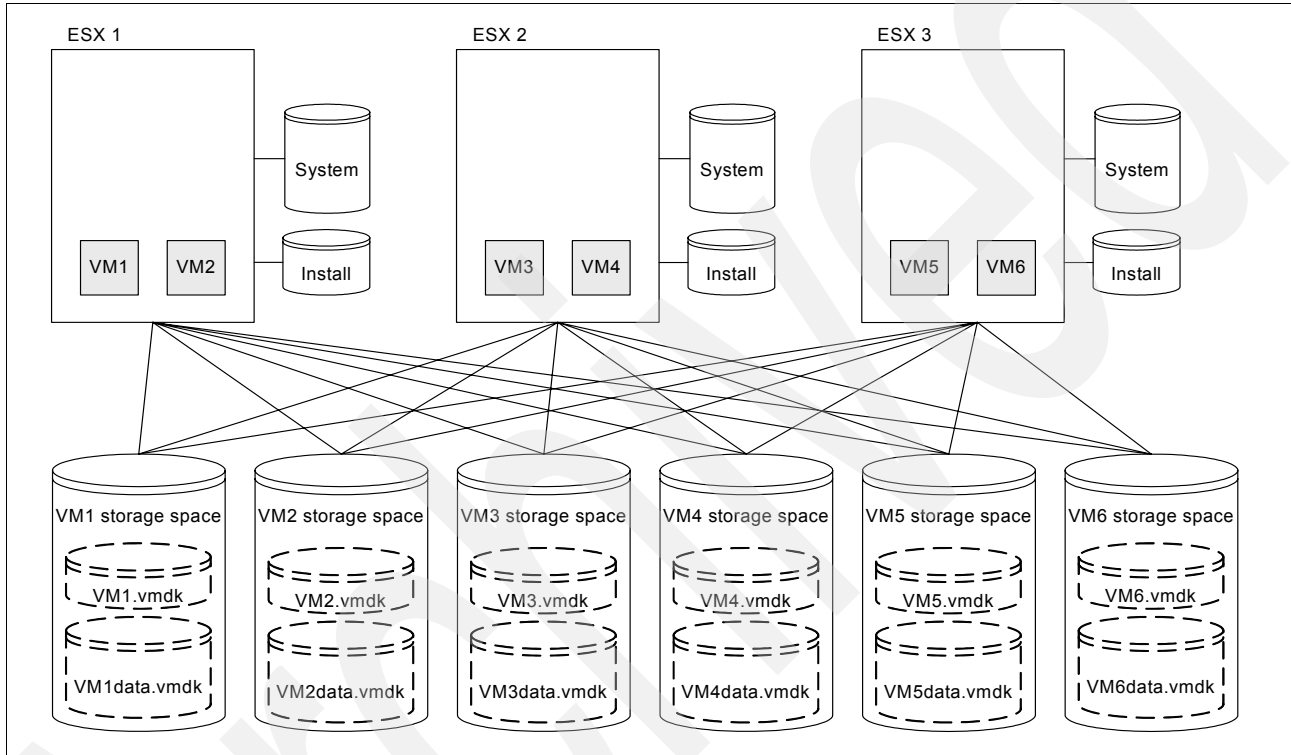 ESX 1
ESX 2
ESX 3
System
System
System
VM1
VM2
Install
VM3
VM4
Install
VM5
VM6
Install
VM1 storage space
VM2 storage space
VM3 storage space
VM4 storage space
VM5 storage space
VM6 storage space
VM1.vmdk
VM2.vmdk
VM3.vmdk
VM4.vmdk
VM5.vmdk
VM6.vmdk
VM1data.vmdk
VM2data.vmdk
VM3data.vmdk
VM4data.vmdk
VM5data.vmdk
VM6data.vmdk